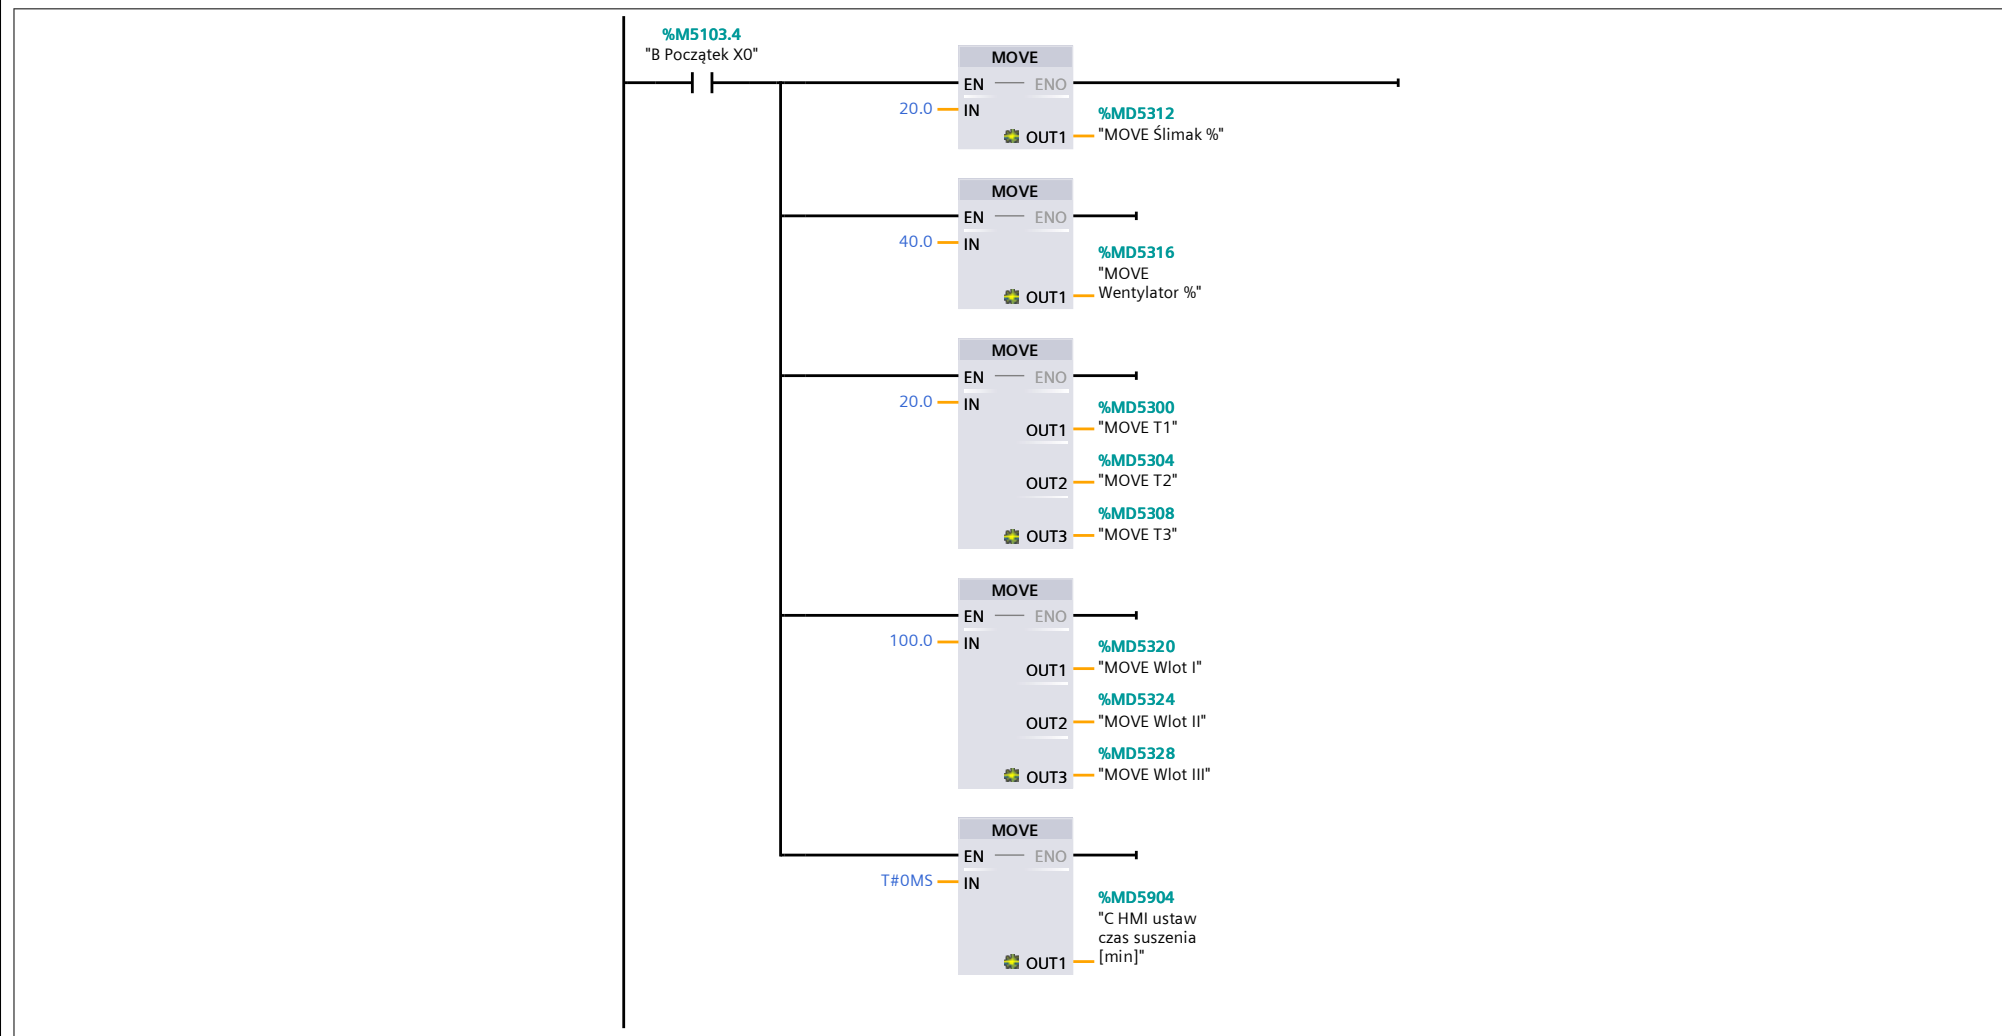 %M5103.4
"B Początek X0"
MOVE
EN ENO
20.0 IN
%MD5312
OUT1 "MOVE Ślimak %"
MOVE
EN ENO
40.0 IN
%MD5316
"MOVE
Wentylator %"
OUT1
MOVE
EN ENO
20.0 IN
%MD5300
OUT1 "MOVE T1"
%MD5304
OUT2 "MOVE T2"
%MD5308
OUT3 "MOVE T3"
MOVE
EN ENO
100.0 IN
%MD5320
OUT1 "MOVE Wlot I"
%MD5324
OUT2 "MOVE Wlot II"
%MD5328
OUT3 "MOVE Wlot III"
MOVE
EN ENO
T#0MS IN
%MD5904
"C HMI ustaw
czas suszenia
[min]"
OUT1